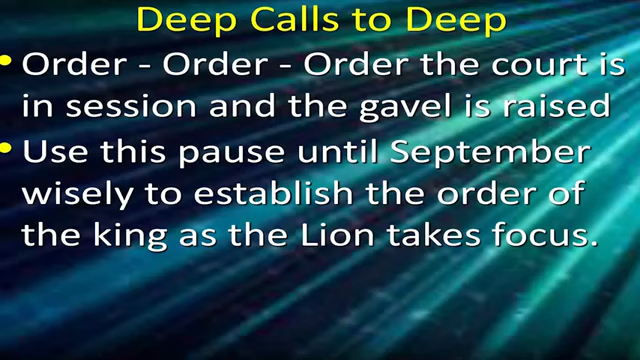 Deep Calls to Deep
• Order - Order - Order the court is
in session and the gavel is raised
• Use this pause until September
wisely to establish the order of
the king as the Lion takes focus.